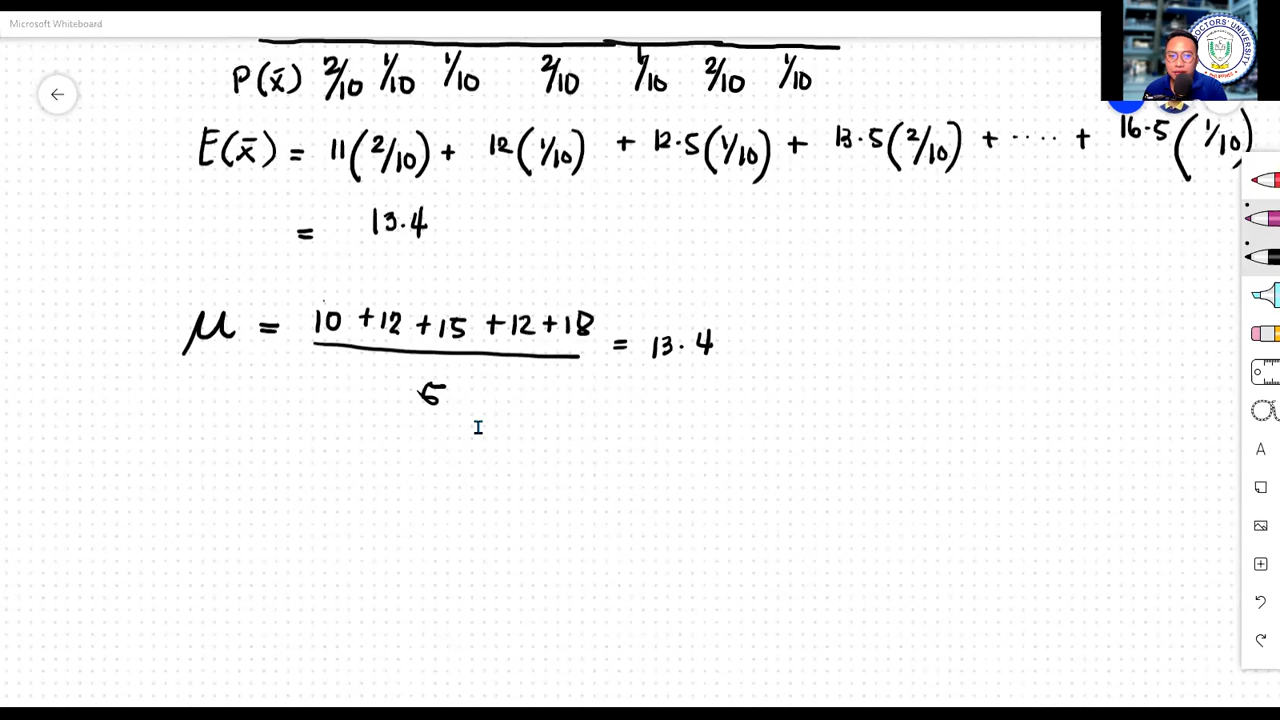 Microsoft Whiteboard
DOCTORS' UNIVERSITY
P(x̄) 2/10 1/10 1/10 2/10 1/10 2/10 1/10
E(x̄) = 11(2/10) + 12(1/10) + 12.5(1/10) + 13.5(2/10) + ..... + 16.5(1/10)
= 13.4
μ = 10 + 12 + 15 + 12 + 18 = 13.4
5
A